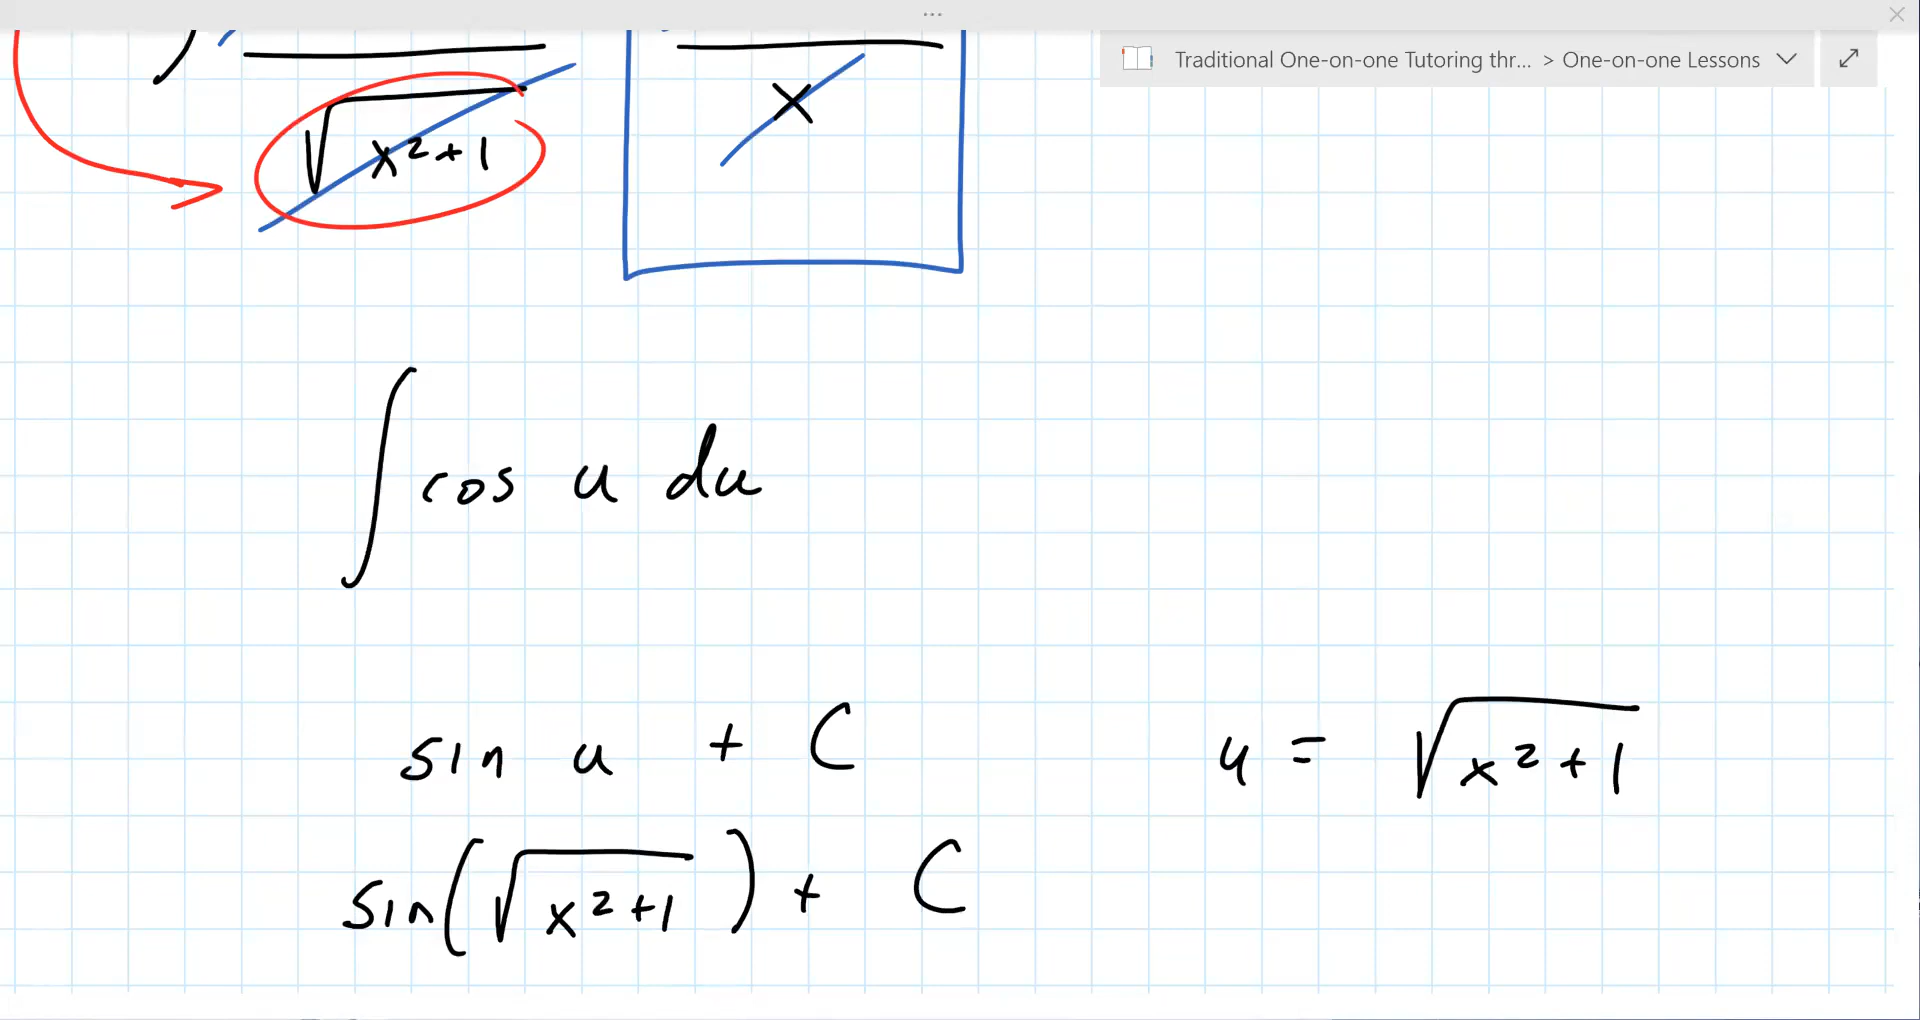 ...
Traditional One-on-one Tutoring thr... > One-on-one Lessons
√(x²+1)
x
∫ cos u du
sin u + C
u = √(x²+1)
sin(√(x²+1)) + C